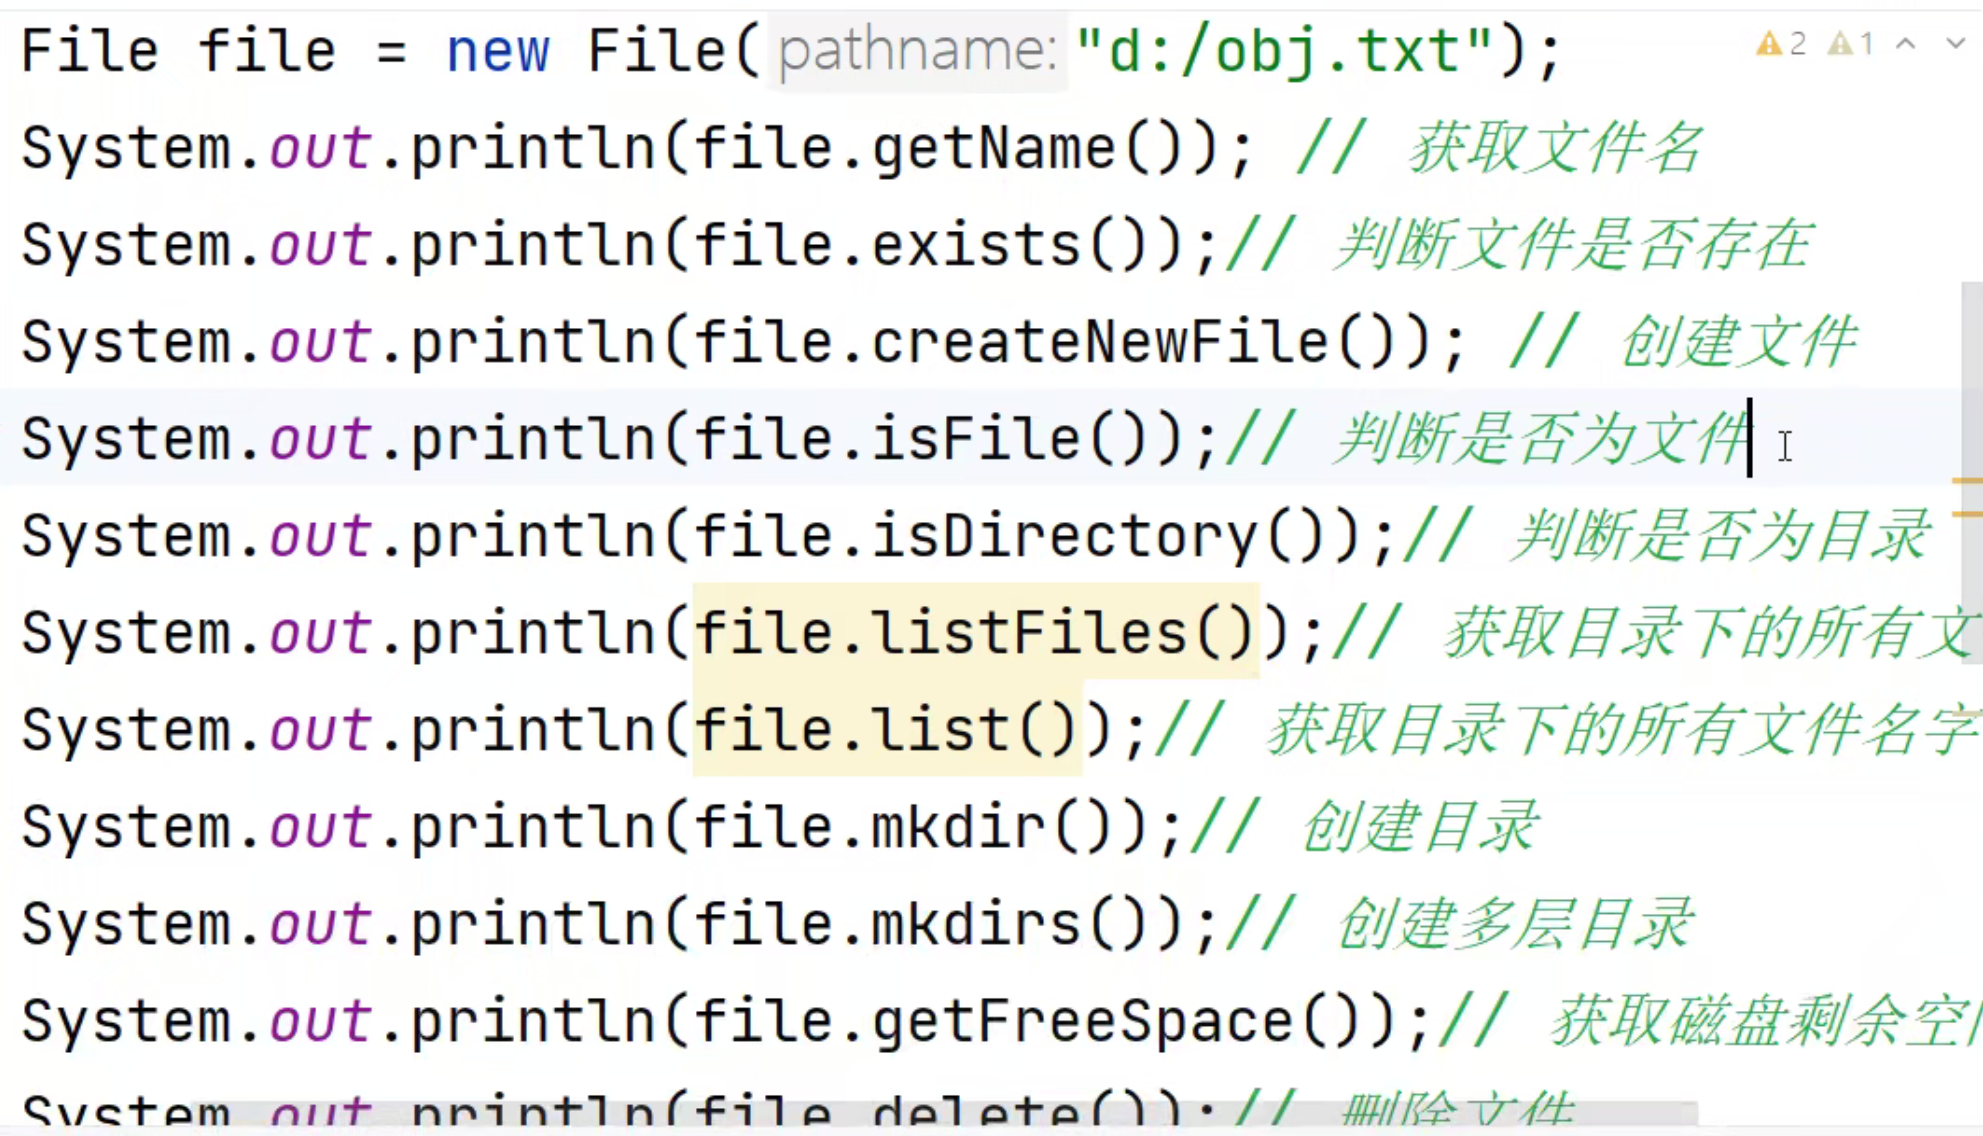 File file = new File( pathname: "d:/obj.txt"); 2 1
System.out.println(file.getName()); // 获取文件名
System.out.println(file.exists());// 判断文件是否存在
System.out.println(file.createNewFile()); // 创建文件
System.out.println(file.isFile());// 判断是否为文件
System.out.println(file.isDirectory());// 判断是否为目录
System.out.println(file.listFiles());// 获取目录下的所有文
System.out.println(file.list());// 获取目录下的所有文件名字
System.out.println(file.mkdir());// 创建目录
System.out.println(file.mkdirs());// 创建多层目录
System.out.println(file.getFreeSpace());// 获取磁盘剩余空
System.out.println(file.delete());// 删除文件